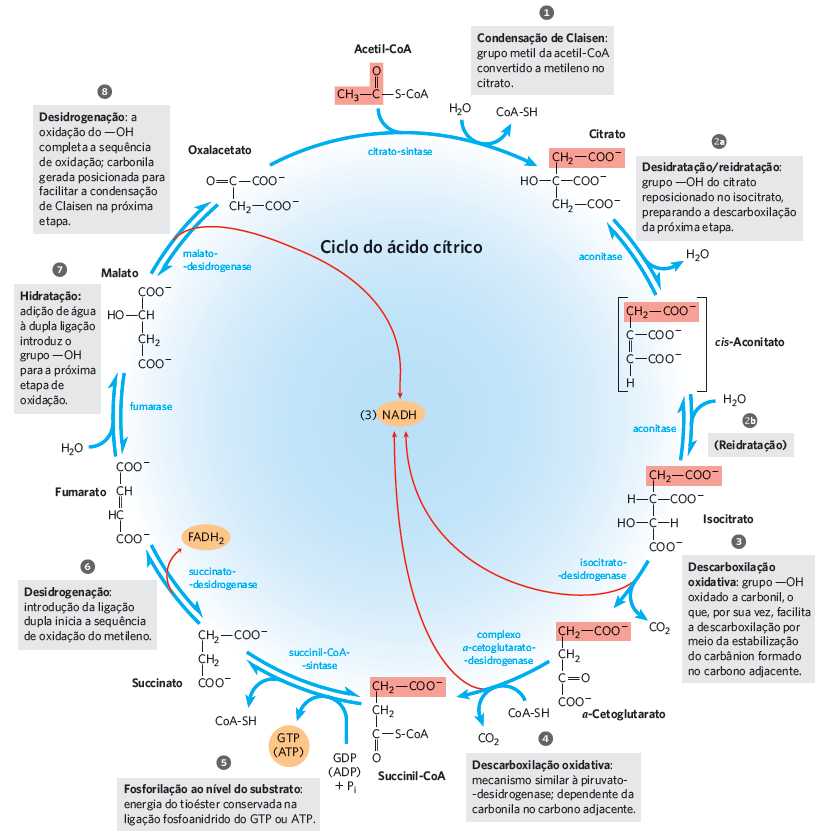 1
Condensação de Claisen:
grupo metil da acetil-CoA
convertido a metileno no
citrato.
Acetil-CoA
O
CH3—C—S-CoA
H2O
CoA-SH
citrato-sintase
8
Desidrogenação: a
oxidação do —OH
completa a sequência
de oxidação; carbonila
gerada posicionada para
facilitar a condensação
de Claisen na próxima
etapa.
Oxalacetato
O=C—COO−
CH2—COO−
Citrato
CH2—COO−
HO—C—COO−
CH2—COO−
2a
Desidratação/reidratação:
grupo —OH do citrato
reposicionado no isocitrato,
preparando a descarboxilação
da próxima etapa.
Ciclo do ácido cítrico
malato-
-desidrogenase
aconitase
H2O
7
Hidratação:
adição de água
à dupla ligação
introduz o
grupo —OH
para a próxima
etapa de
oxidação.
Malato
COO−
HO—CH
CH2
COO−
CH2—COO−
C—COO−
C—COO−
H
cis-Aconitato
(3) NADH
fumarase
H2O
aconitase
H2O
2b
(Reidratação)
Fumarato
COO−
CH
HC
COO−
CH2—COO−
H—C—COO−
HO—C—H
COO−
Isocitrato
FADH2
6
Desidrogenação:
introdução da ligação
dupla inicia a sequência
de oxidação do metileno.
succinato-
-desidrogenase
isocitrato-
-desidrogenase
3
Descarboxilação
oxidativa: grupo —OH
oxidado a carbonil, o
que, por sua vez, facilita
a descarboxilação por
meio da estabilização
do carbânion formado
no carbono adjacente.
CO2
Succinato
CH2—COO−
CH2
COO−
succinil-CoA-
-sintase
complexo
α-cetoglutarato-
-desidrogenase
CH2—COO−
CH2
C=O
COO−
α-Cetoglutarato
CoA-SH
GTP
(ATP)
GDP
(ADP)
+ Pi
CH2—COO−
CH2
C—S-CoA
O
Succinil-CoA
CoA-SH
CO2
5
Fosforilação ao nível do substrato:
energia do tioéster conservada na
ligação fosfoanidrido do GTP ou ATP.
4
Descarboxilação oxidativa:
mecanismo similar à piruvato-
-desidrogenase; dependente da
carbonila no carbono adjacente.